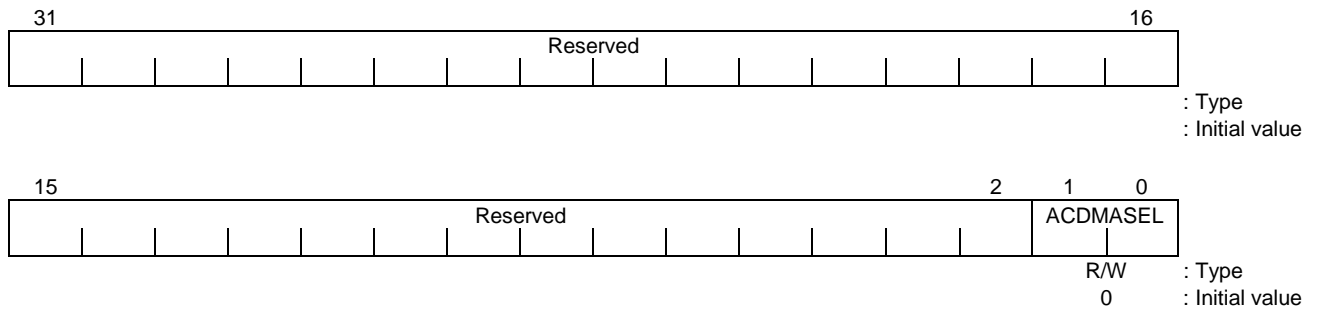 31 16
Reserved
: Type
: Initial value
15 2 1 0
Reserved ACDMASEL
R/W : Type
0 : Initial value